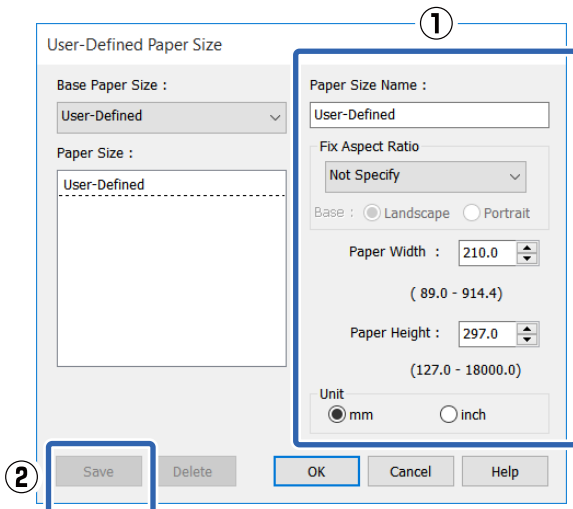 ①
User-Defined Paper Size
Base Paper Size :
User-Defined
Paper Size :
User-Defined
Paper Size Name :
User-Defined
Fix Aspect Ratio
Not Specify
Base : Landscape Portrait
Paper Width : 210.0
( 89.0 - 914.4)
Paper Height : 297.0
(127.0 - 18000.0)
Unit
mm inch
②
Save Delete OK Cancel Help